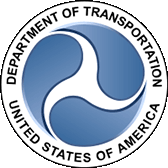 DEPARTMENT OF TRANSPORTATION
UNITED STATES OF AMERICA